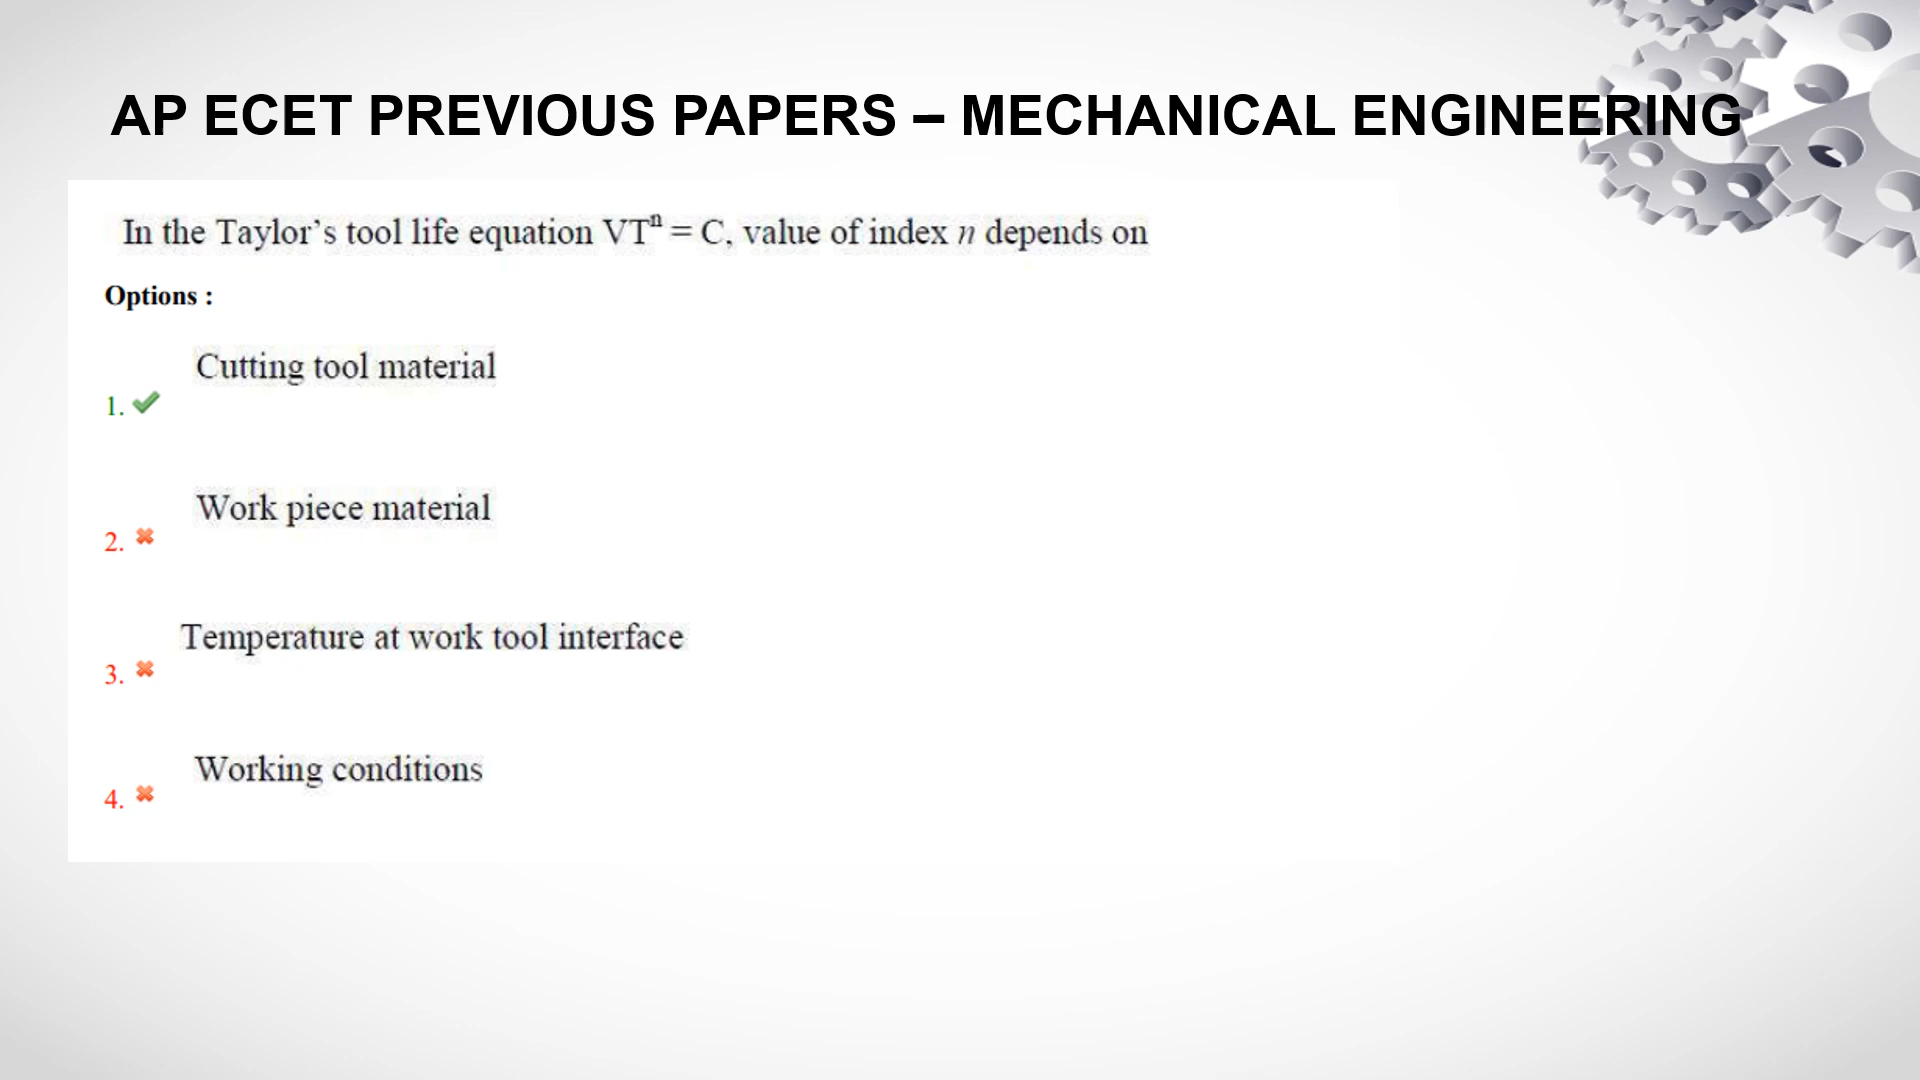 AP ECET PREVIOUS PAPERS – MECHANICAL ENGINEERING
In the Taylor’s tool life equation VTⁿ = C, value of index n depends on
Options :
Cutting tool material
1. ✔
Work piece material
2. ✖
Temperature at work tool interface
3. ✖
Working conditions
4. ✖